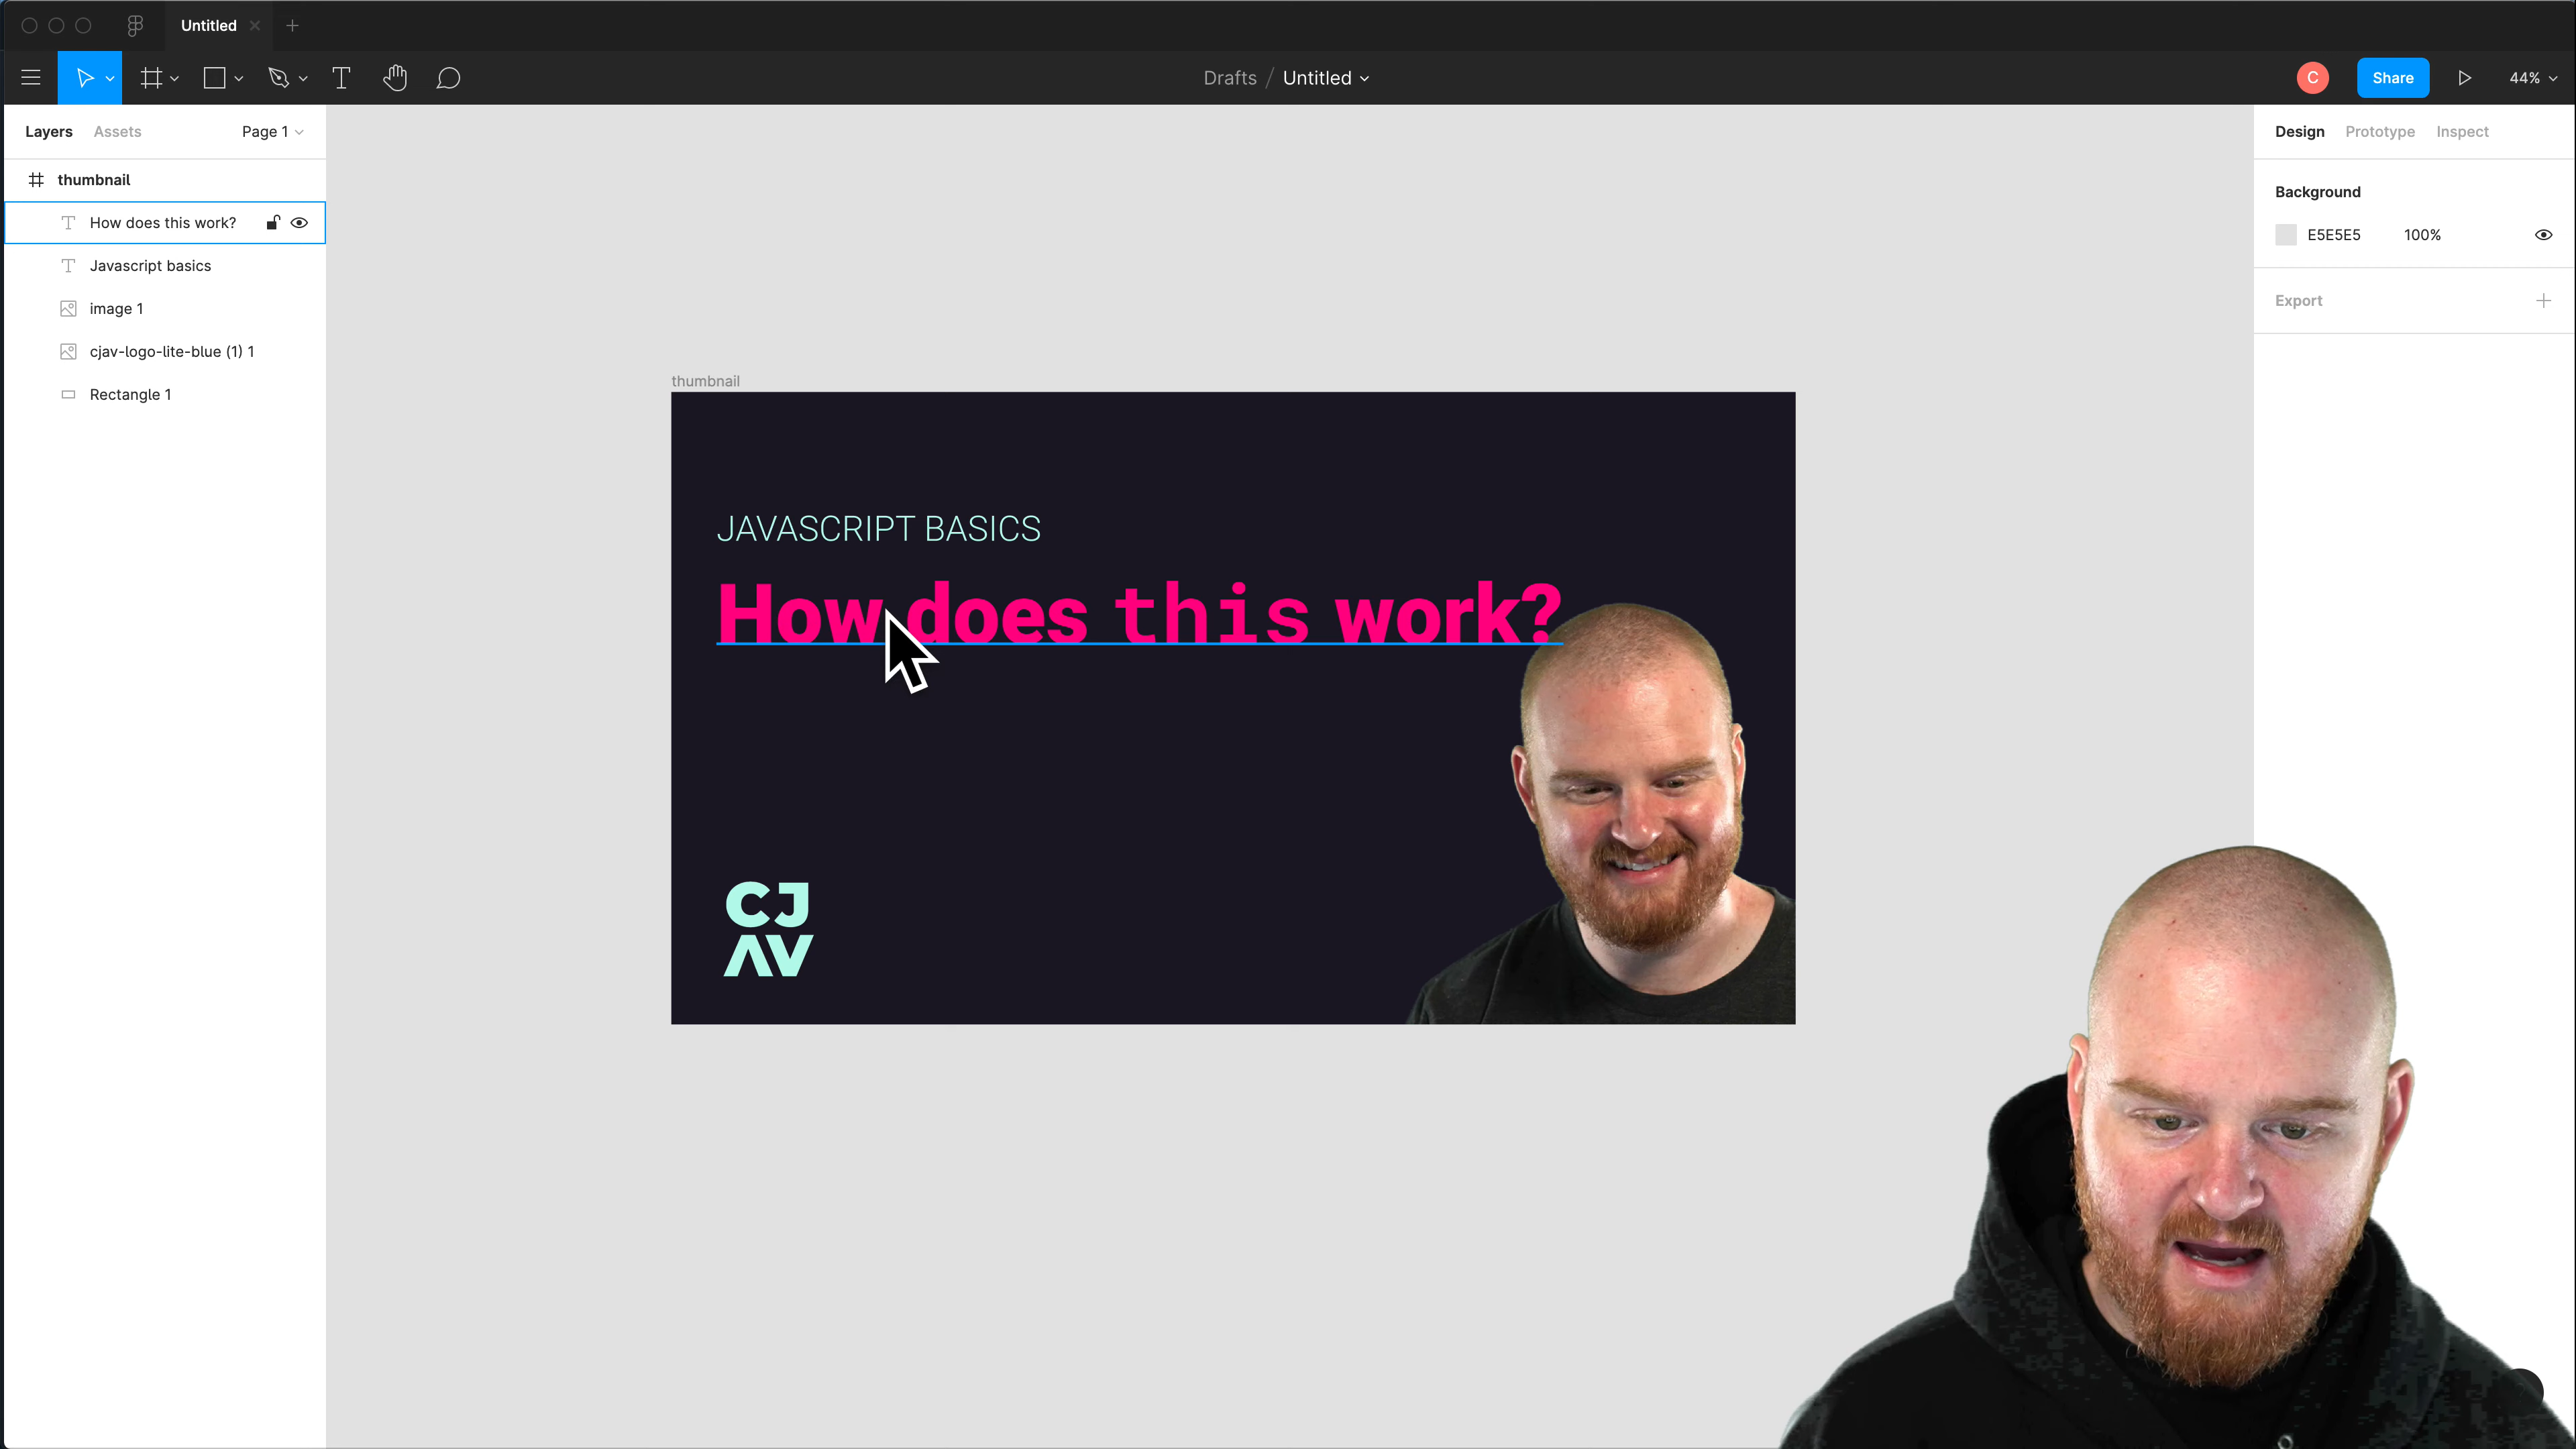 Untitled
Drafts / Untitled
C
Share
44%
Layers
Assets
Page 1
thumbnail
How does this work?
Javascript basics
image 1
cjav-logo-lite-blue (1) 1
Rectangle 1
thumbnail
JAVASCRIPT BASICS
How does this work?
CJ
AV
Design
Prototype
Inspect
Background
E5E5E5
100%
Export